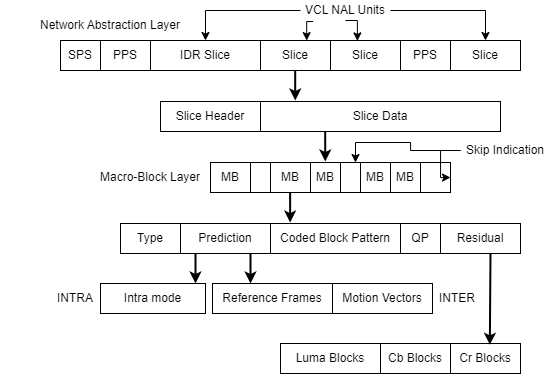 VCL NAL Units
Network Abstraction Layer
SPS PPS IDR Slice Slice Slice PPS Slice
Slice Header Slice Data
Skip Indication
Macro-Block Layer MB MB MB MB MB
Type Prediction Coded Block Pattern QP Residual
INTRA Intra mode Reference Frames Motion Vectors INTER
Luma Blocks Cb Blocks Cr Blocks